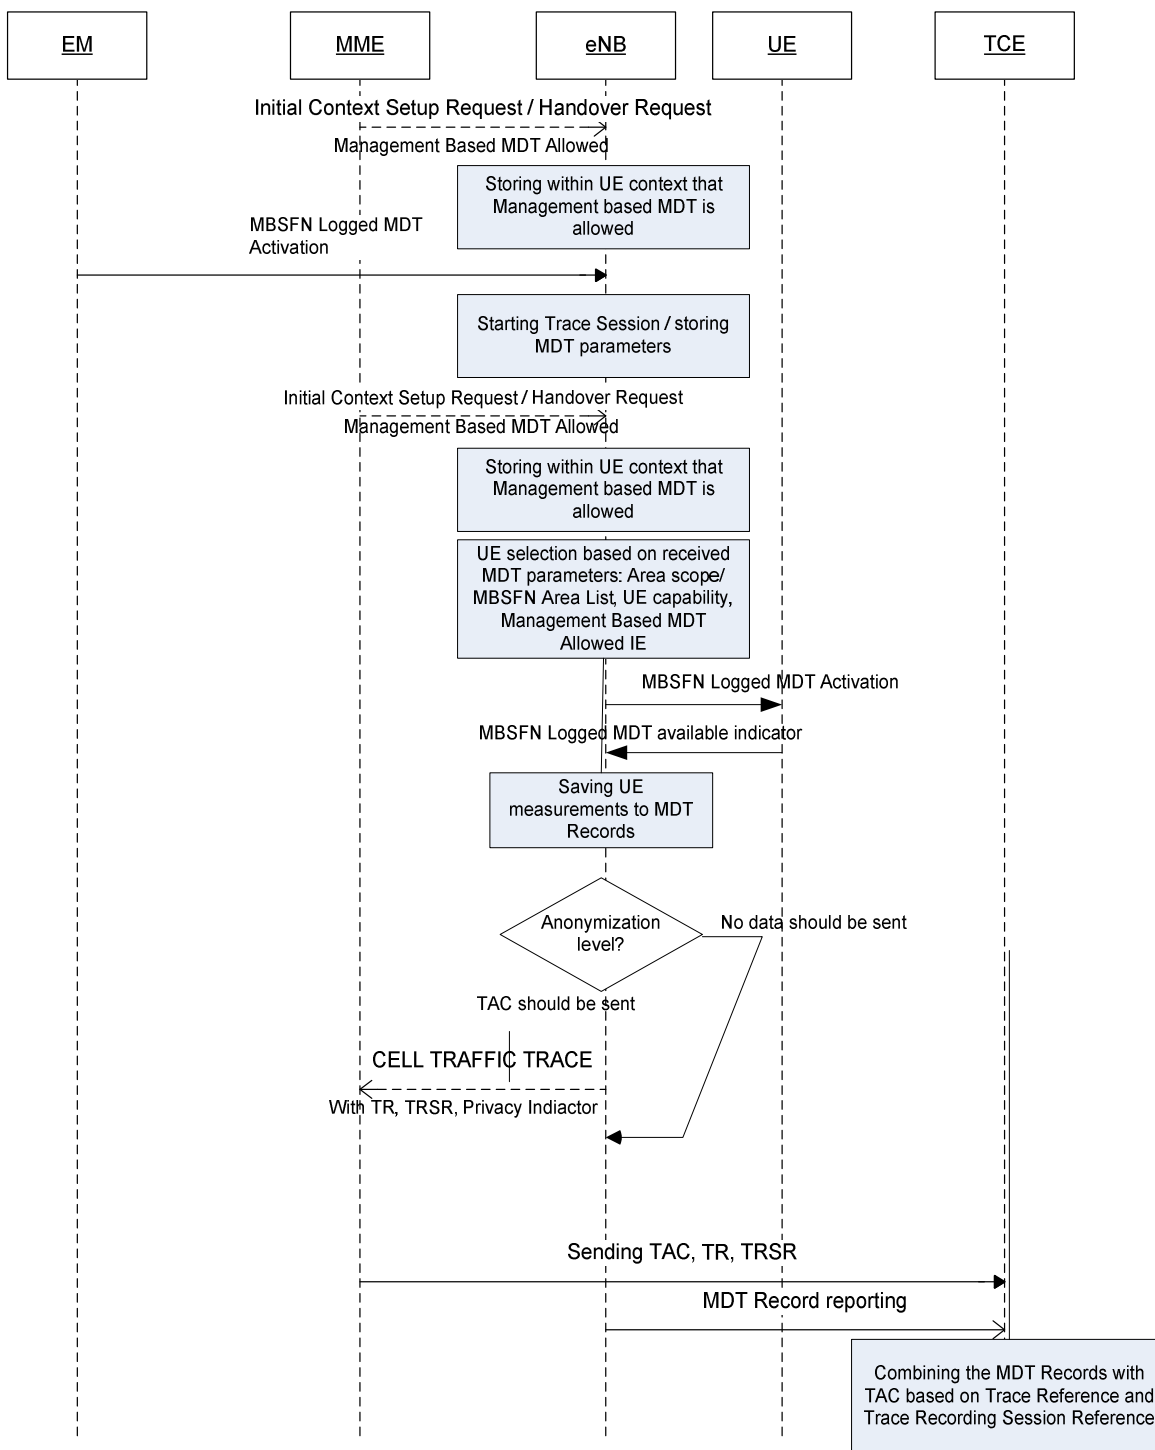 EM
MME
eNB
UE
TCE
Initial Context Setup Request / Handover Request
Management Based MDT Allowed
Storing within UE context that
Management based MDT is
allowed
MBSFN Logged MDT
Activation
Starting Trace Session / storing
MDT parameters
Initial Context Setup Request / Handover Request
Management Based MDT Allowed
Storing within UE context that
Management based MDT is
allowed
UE selection based on received
MDT parameters: Area scope/
MBSFN Area List, UE capability,
Management Based MDT
Allowed IE
MBSFN Logged MDT Activation
MBSFN Logged MDT available indicator
Saving UE
measurements to MDT
Records
Anonymization
level?
No data should be sent
TAC should be sent
CELL TRAFFIC TRACE
With TR, TRSR, Privacy Indiactor
Sending TAC, TR, TRSR
MDT Record reporting
Combining the MDT Records with
TAC based on Trace Reference and
Trace Recording Session Reference